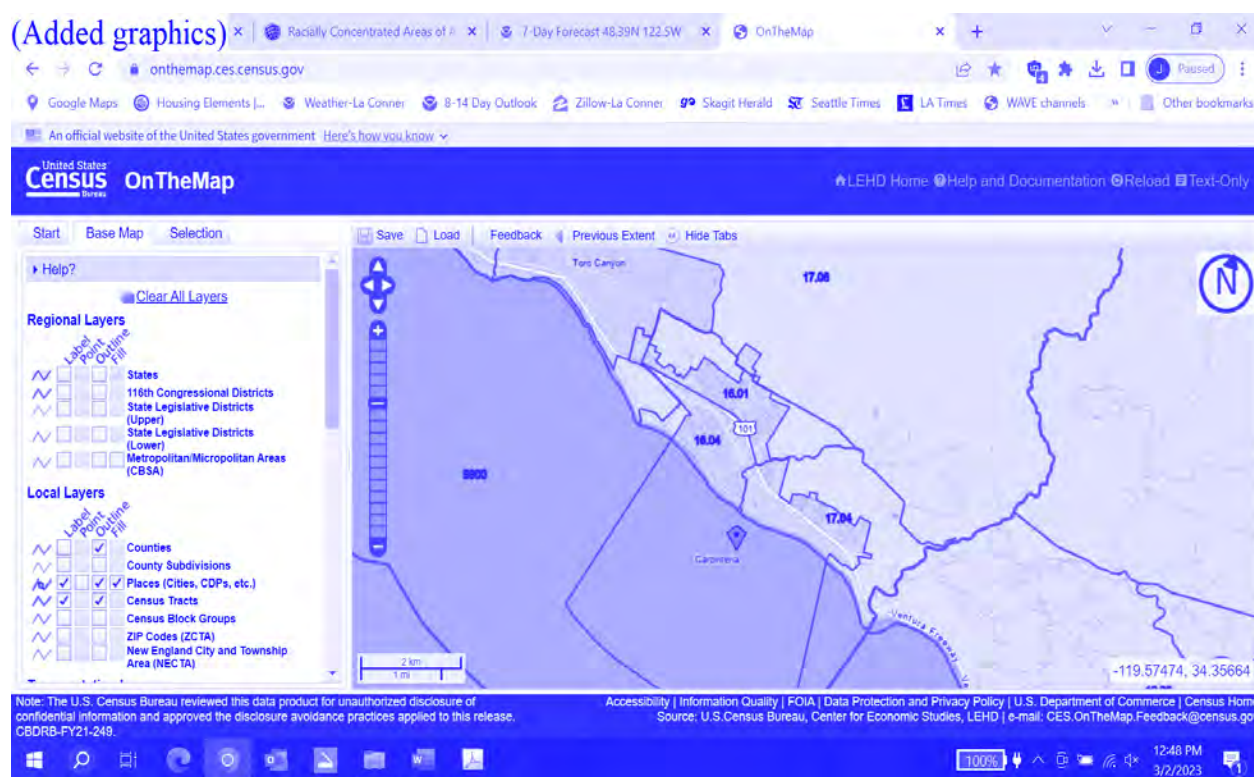 (Added graphics)
Racially Concentrated Areas of
7-Day Forecast 48.39N 122.5W
OnTheMap
onthemap.ces.census.gov
Paused
Google Maps
Housing Elements |...
Weather-La Conner
8-14 Day Outlook
Zillow-La Conner
Skagit Herald
Seattle Times
LA Times
WAVE channels
»
Other bookmarks
An official website of the United States government Here's how you know
United States
Census
Bureau
OnTheMap
LEHD Home Help and Documentation Reload Text-Only
Start Base Map Selection
Save Load Feedback Previous Extent Hide Tabs
Help?
Clear All Layers
Regional Layers
Label Point Outline Fill
States
116th Congressional Districts
State Legislative Districts
(Upper)
State Legislative Districts
(Lower)
Metropolitan/Micropolitan Areas
(CBSA)
Local Layers
Label Point Outline Fill
Counties
County Subdivisions
Places (Cities, CDPs, etc.)
Census Tracts
Census Block Groups
ZIP Codes (ZCTA)
New England City and Township
Area (NECTA)
Toro Canyon
17.06
N
16.01
101
16.04
5900
17.04
Carpinteria
Ventura Freeway
2 km
1 mi
-119.57474, 34.35664
Note: The U.S. Census Bureau reviewed this data product for unauthorized disclosure of
confidential information and approved the disclosure avoidance practices applied to this release.
CBDRB-FY21-249.
Accessibility | Information Quality | FOIA | Data Protection and Privacy Policy | U.S. Department of Commerce | Census Home
Source: U.S.Census Bureau, Center for Economic Studies, LEHD | e-mail: CES.OnTheMap.Feedback@census.go
100%
12:48 PM
3/2/2023